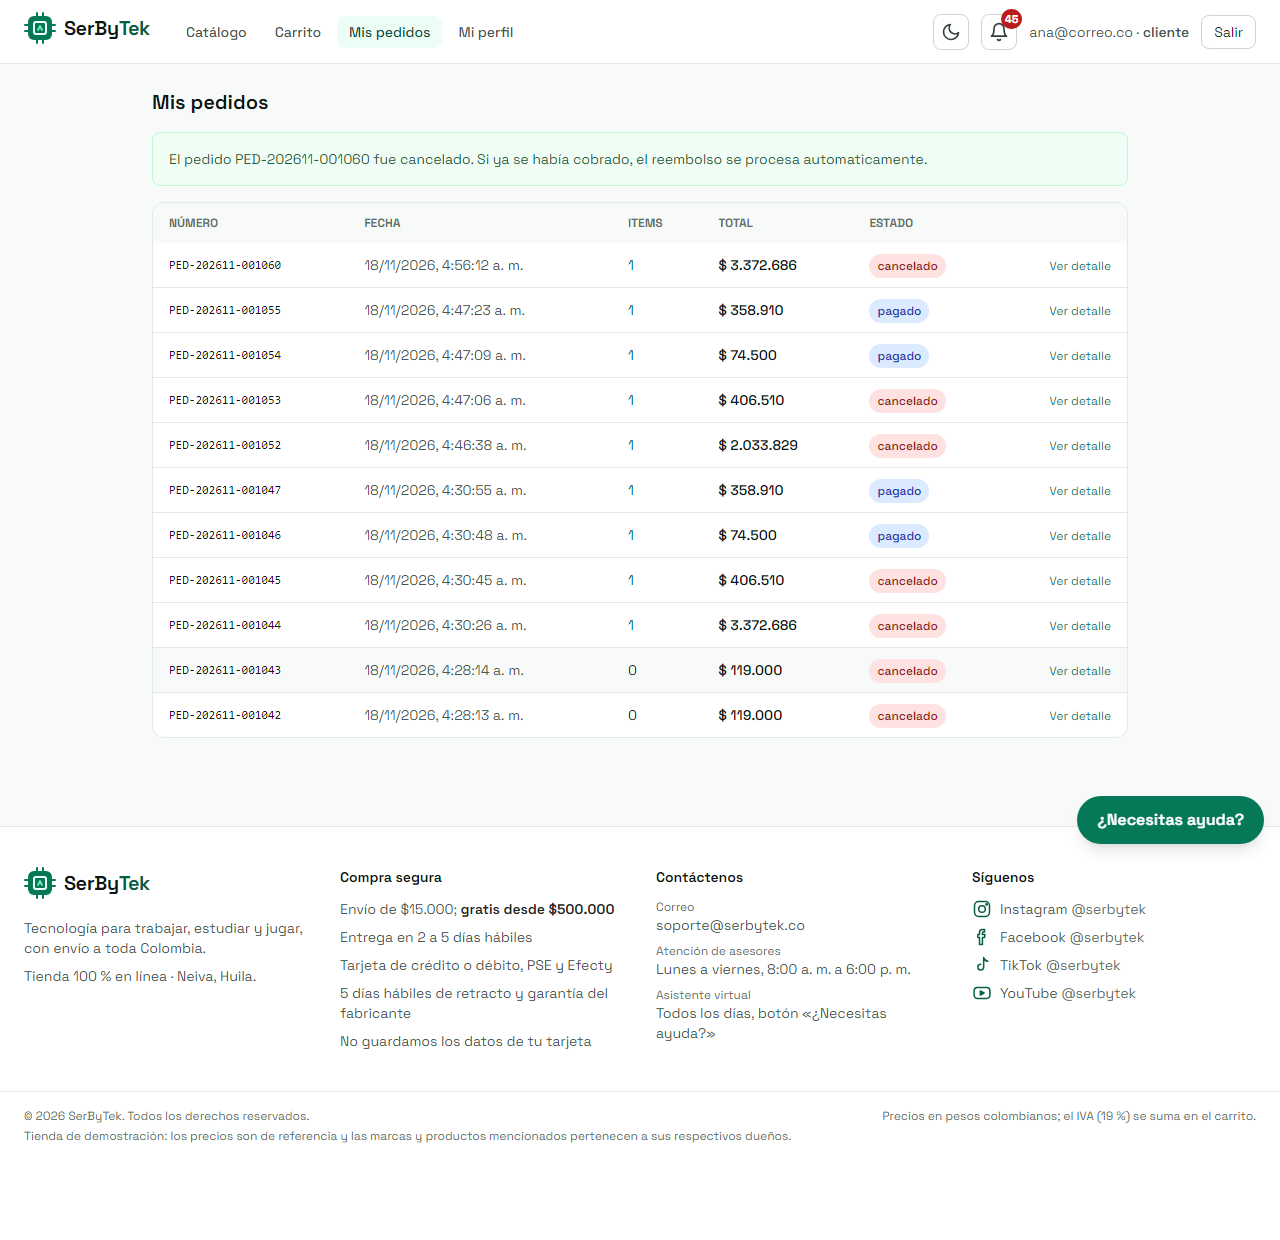 SerByTek
Catálogo
Carrito
Mis pedidos
Mi perfil
45
ana@correo.co · cliente
Salir
Mis pedidos
El pedido PED-202611-001060 fue cancelado. Si ya se había cobrado, el reembolso se procesa automaticamente.
NÚMERO FECHA ITEMS TOTAL ESTADO
PED-202611-001060 18/11/2026, 4:56:12 a. m. 1 $ 3.372.686 cancelado Ver detalle
PED-202611-001055 18/11/2026, 4:47:23 a. m. 1 $ 358.910 pagado Ver detalle
PED-202611-001054 18/11/2026, 4:47:09 a. m. 1 $ 74.500 pagado Ver detalle
PED-202611-001053 18/11/2026, 4:47:06 a. m. 1 $ 406.510 cancelado Ver detalle
PED-202611-001052 18/11/2026, 4:46:38 a. m. 1 $ 2.033.829 cancelado Ver detalle
PED-202611-001047 18/11/2026, 4:30:55 a. m. 1 $ 358.910 pagado Ver detalle
PED-202611-001046 18/11/2026, 4:30:48 a. m. 1 $ 74.500 pagado Ver detalle
PED-202611-001045 18/11/2026, 4:30:45 a. m. 1 $ 406.510 cancelado Ver detalle
PED-202611-001044 18/11/2026, 4:30:26 a. m. 1 $ 3.372.686 cancelado Ver detalle
PED-202611-001043 18/11/2026, 4:28:14 a. m. 0 $ 119.000 cancelado Ver detalle
PED-202611-001042 18/11/2026, 4:28:13 a. m. 0 $ 119.000 cancelado Ver detalle
¿Necesitas ayuda?
SerByTek
Tecnología para trabajar, estudiar y jugar,
con envío a toda Colombia.
Tienda 100 % en línea · Neiva, Huila.
Compra segura
Envío de $15.000; gratis desde $500.000
Entrega en 2 a 5 días hábiles
Tarjeta de crédito o débito, PSE y Efecty
5 días hábiles de retracto y garantía del
fabricante
No guardamos los datos de tu tarjeta
Contáctenos
Correo
soporte@serbytek.co
Atención de asesores
Lunes a viernes, 8:00 a. m. a 6:00 p. m.
Asistente virtual
Todos los días, botón «¿Necesitas
ayuda?»
Síguenos
Instagram @serbytek
Facebook @serbytek
TikTok @serbytek
YouTube @serbytek
© 2026 SerByTek. Todos los derechos reservados.
Precios en pesos colombianos; el IVA (19 %) se suma en el carrito.
Tienda de demostración: los precios son de referencia y las marcas y productos mencionados pertenecen a sus respectivos dueños.